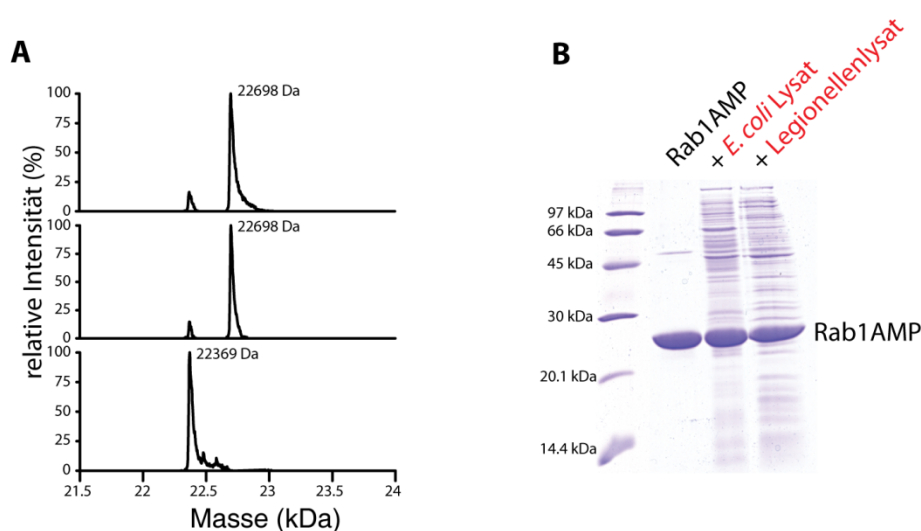 A
relative Intensität (%)
100
75
50
25
0
22698 Da
100
75
50
25
0
22698 Da
100
75
50
25
0
22369 Da
21.5
22
22.5
23
23
24
Masse (kDa)
B
Rab1AMP
+ E. coli Lysat
+ Legionellenlysat
97 kDa
66 kDa
45 kDa
30 kDa
20.1 kDa
14.4 kDa
Rab1AMP